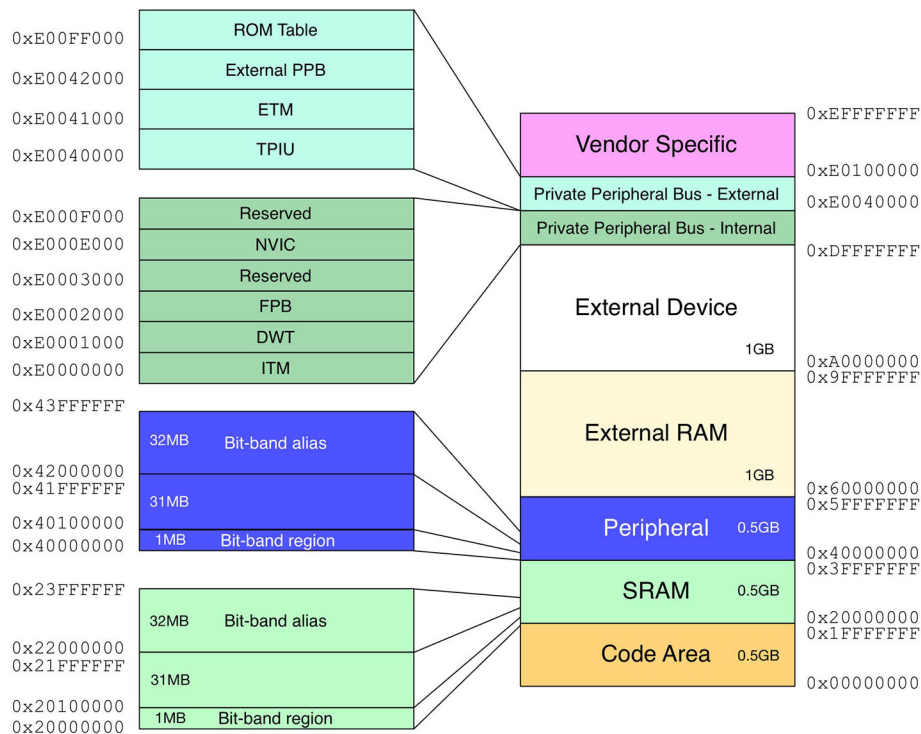 0xE00FF000
ROM Table
0xE0042000
External PPB
0xE0041000
ETM
0xE0040000
TPIU
0xE000F000
Reserved
0xE000E000
NVIC
0xE0003000
Reserved
0xE0002000
FPB
0xE0001000
DWT
0xE0000000
ITM
0x43FFFFFF
32MB Bit-band alias
0x42000000
0x41FFFFFF
31MB
0x40100000
1MB Bit-band region
0x40000000
0x23FFFFFF
32MB Bit-band alias
0x22000000
0x21FFFFFF
31MB
0x20100000
1MB Bit-band region
0x20000000
0xEFFFFFFF
Vendor Specific
0xE0100000
Private Peripheral Bus - External
0xE0040000
Private Peripheral Bus - Internal
0xDFFFFFFF
External Device
1GB
0xA0000000
0x9FFFFFFF
External RAM
1GB
0x60000000
0x5FFFFFFF
Peripheral 0.5GB
0x40000000
0x3FFFFFFF
SRAM 0.5GB
0x20000000
0x1FFFFFFF
Code Area 0.5GB
0x00000000